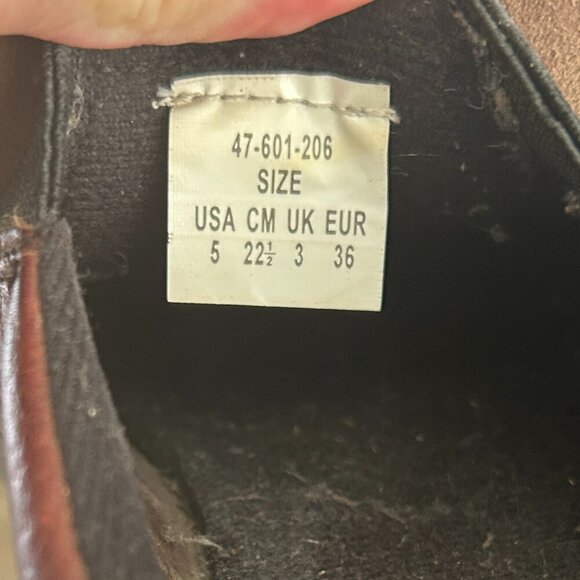 47-601-206
SIZE
USA CM UK EUR
5 22½ 3 36